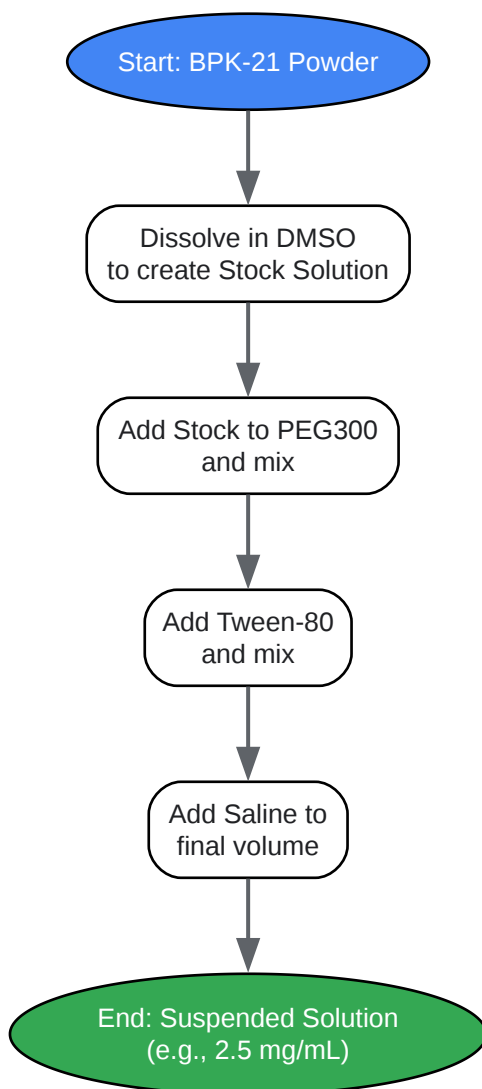 Start: BPK-21 Powder
Dissolve in DMSO
to create Stock Solution
Add Stock to PEG300
and mix
Add Tween-80
and mix
Add Saline to
final volume
End: Suspended Solution
(e.g., 2.5 mg/mL)